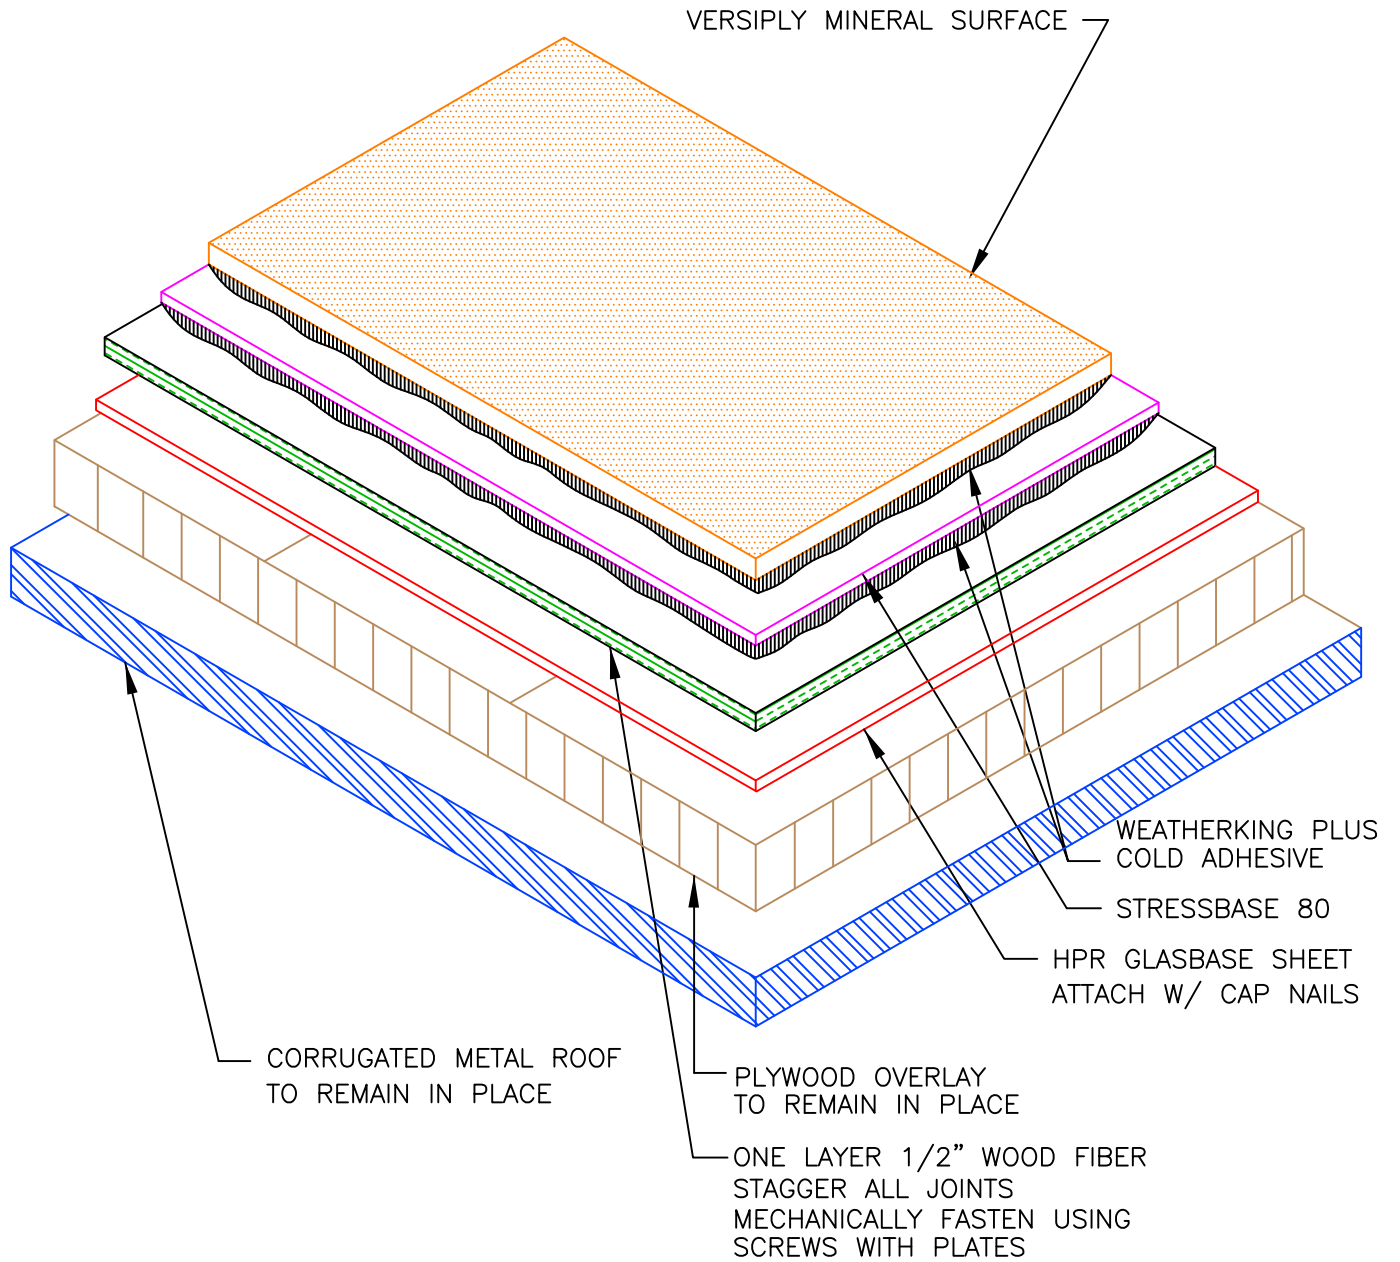 VERSIPLY MINERAL SURFACE
WEATHERKING PLUS
COLD ADHESIVE
STRESSBASE 80
HPR GLASBASE SHEET
ATTACH W/ CAP NAILS
CORRUGATED METAL ROOF
TO REMAIN IN PLACE
PLYWOOD OVERLAY
TO REMAIN IN PLACE
ONE LAYER 1/2” WOOD FIBER
STAGGER ALL JOINTS
MECHANICALLY FASTEN USING
SCREWS WITH PLATES